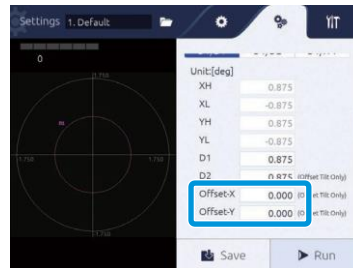 Settings 1. Default
YIT
0
Unit:[deg]
XH 0.875
XL -0.875
YH 0.875
YL -0.875
D1 0.875
D2 0.875 (Offset Tilt Only)
Offset-X 0.000
Offset-Y 0.000
1.750
m
-1.750 1.750
-1.750
Save Run